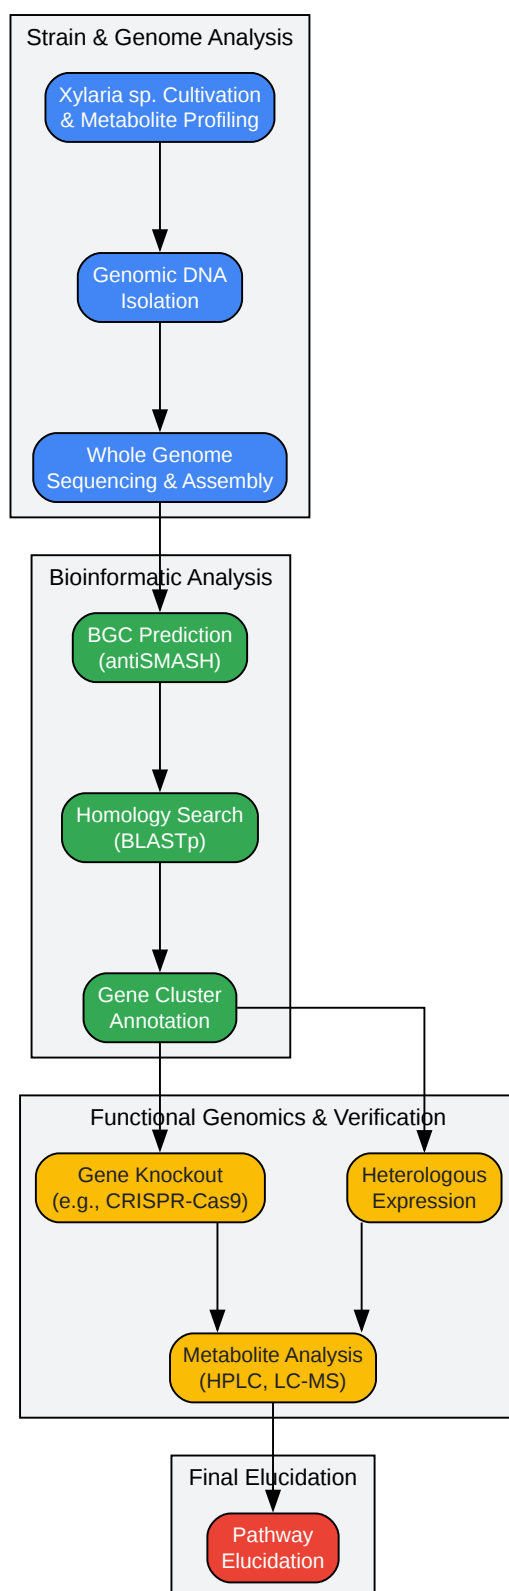 Strain & Genome Analysis
Xylaria sp. Cultivation
& Metabolite Profiling
Genomic DNA
Isolation
Whole Genome
Sequencing & Assembly
Bioinformatic Analysis
BGC Prediction
(antiSMASH)
Homology Search
(BLASTp)
Gene Cluster
Annotation
Functional Genomics & Verification
Gene Knockout
(e.g., CRISPR-Cas9)
Heterologous
Expression
Metabolite Analysis
(HPLC, LC-MS)
Final Elucidation
Pathway
Elucidation